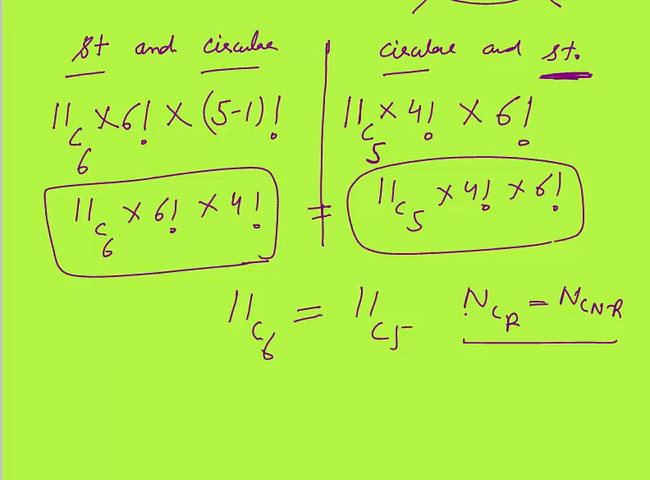 st and circular | circular and st.
11C6 × 6! × (5-1)! | 11C5 × 4! × 6!
11C6 × 6! × 4! = 11C5 × 4! × 6!
11C6 = 11C5 NCR = NCN-R